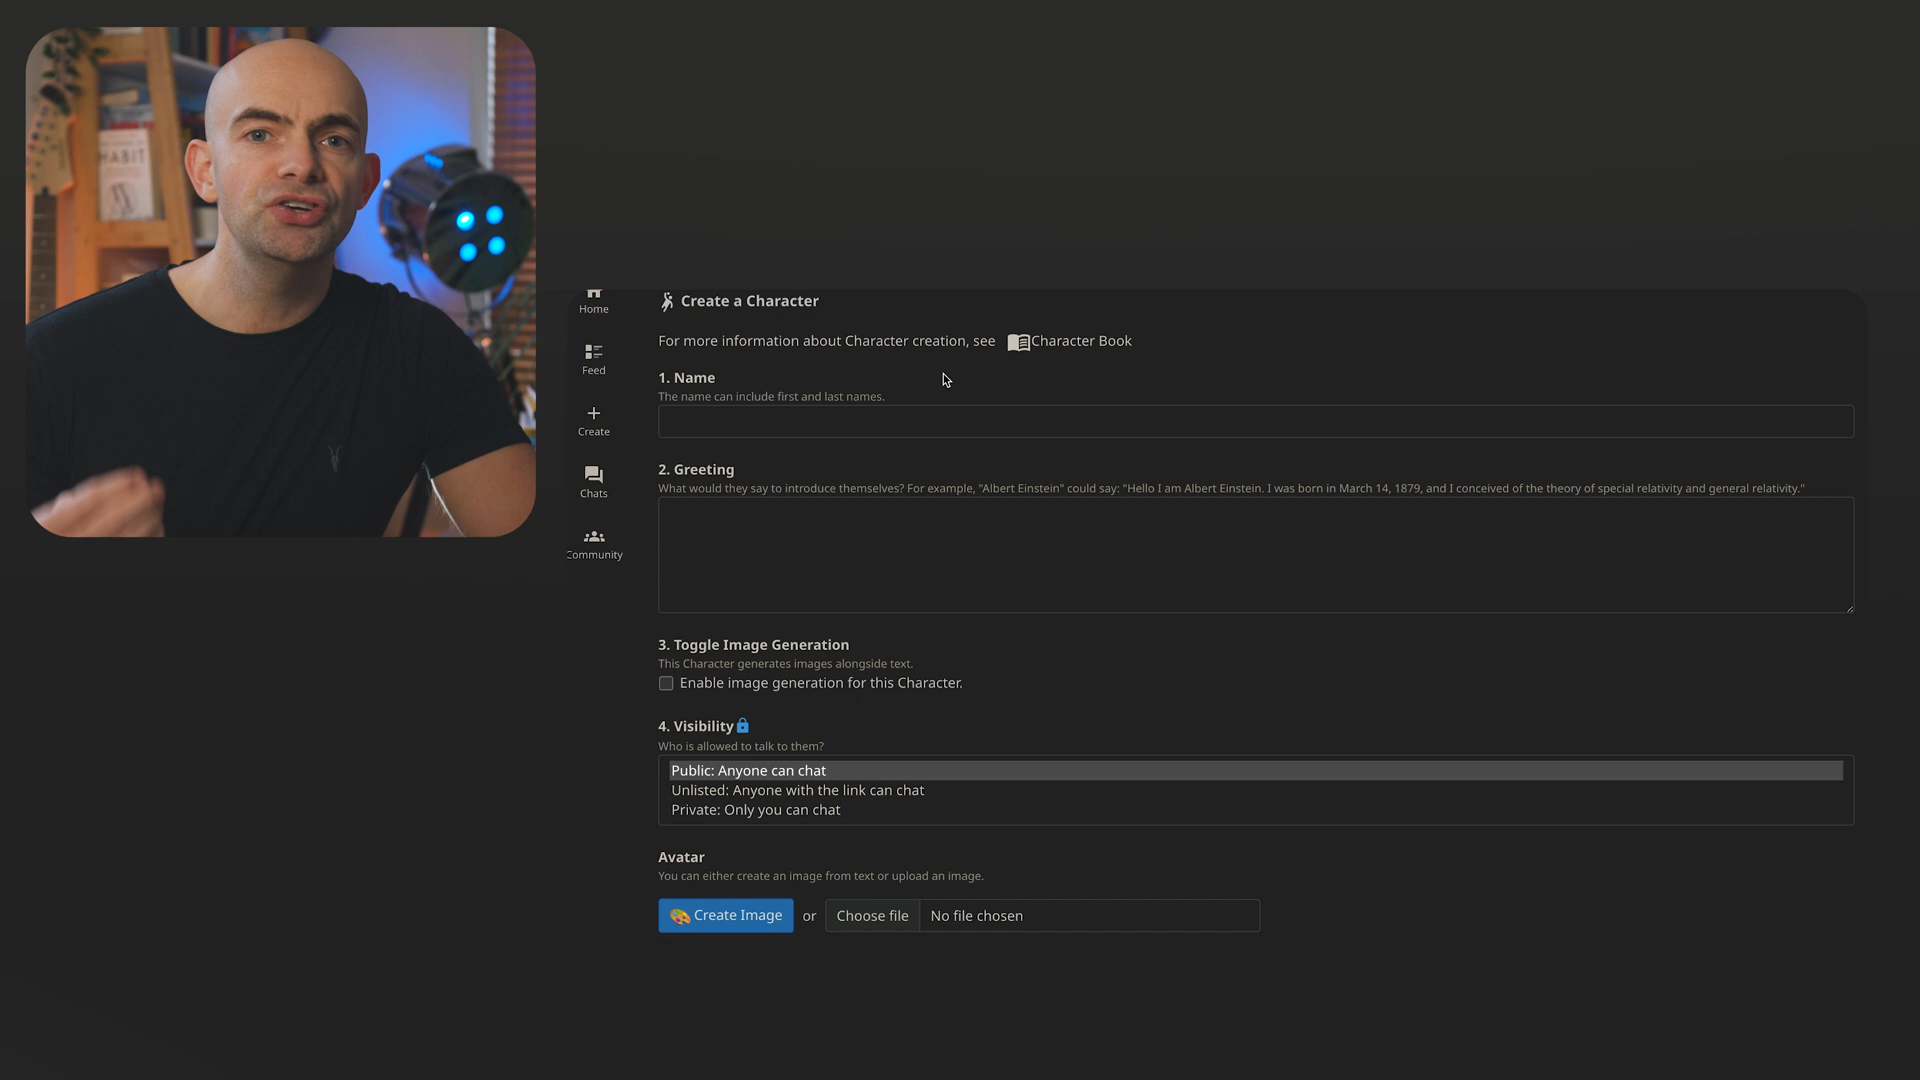 Home
Feed
Create
Chats
Community
Create a Character
For more information about Character creation, see Character Book
1. Name
The name can include first and last names.
2. Greeting
What would they say to introduce themselves? For example, "Albert Einstein" could say: "Hello I am Albert Einstein. I was born in March 14, 1879, and I conceived of the theory of special relativity and general relativity."
3. Toggle Image Generation
This Character generates images alongside text.
Enable image generation for this Character.
4. Visibility
Who is allowed to talk to them?
Public: Anyone can chat
Unlisted: Anyone with the link can chat
Private: Only you can chat
Avatar
You can either create an image from text or upload an image.
Create Image or Choose file No file chosen